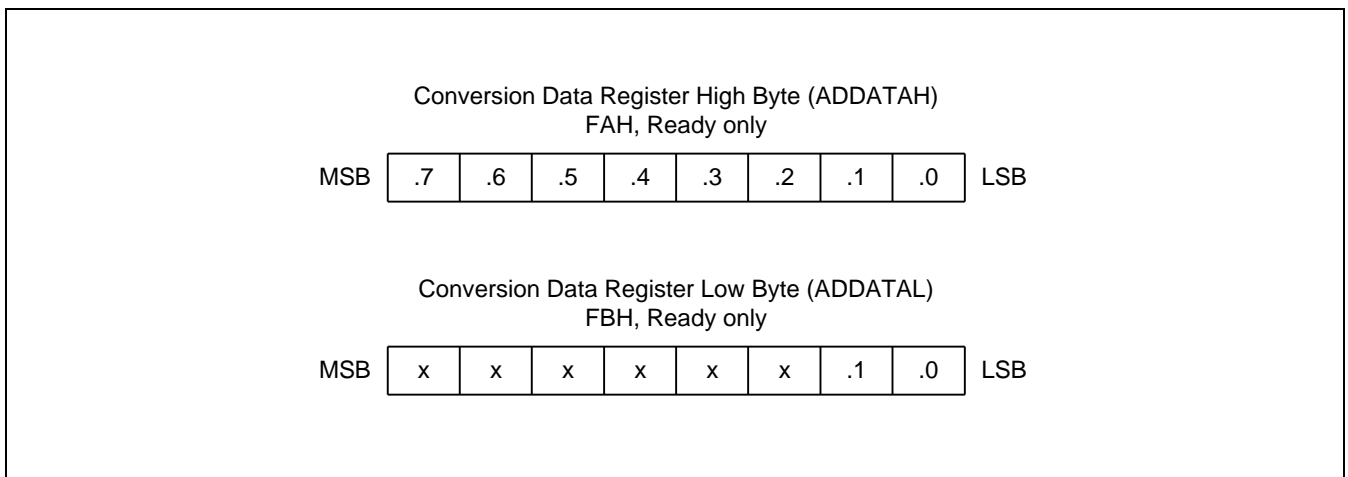 Conversion Data Register High Byte (ADDATAH)
FAH, Ready only
MSB .7 .6 .5 .4 .3 .2 .1 .0 LSB
Conversion Data Register Low Byte (ADDATAL)
FBH, Ready only
MSB x x x x x x .1 .0 LSB